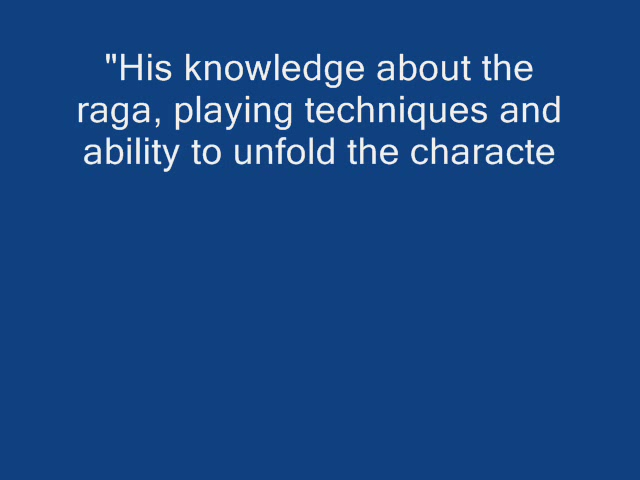 "His knowledge about the
raga, playing techniques and
ability to unfold the characte